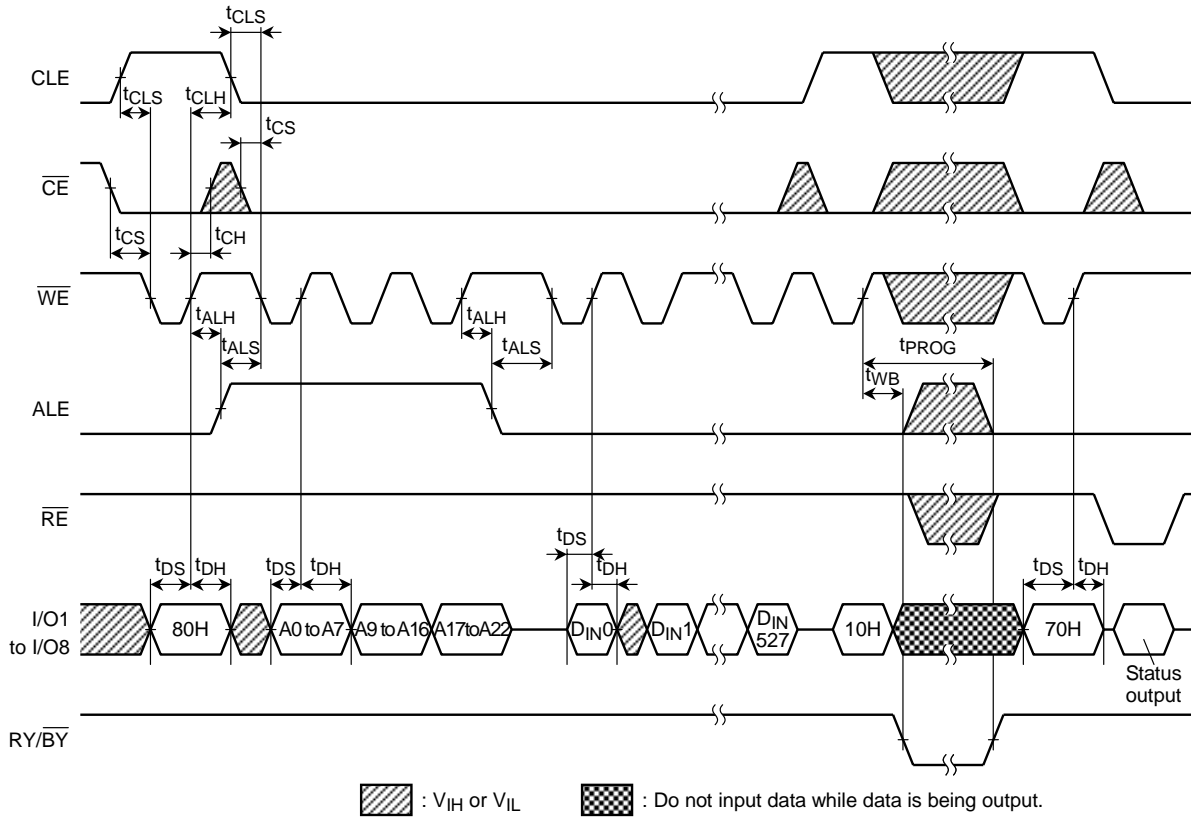 tCLS
CLE
tCLS tCLH
tCS
CE
tCS tCH
WE
tALH tALH
tALS tALS tPROG
tWB
ALE
RE
tDS
tDS tDH tDS tDH tDH tDS tDH
I/O1
to I/O8
80H A0 to A7 A9 to A16 A17 to A22 DIN0 DIN1 DIN
527 10H 70H
Status
output
RY/BY
: VIH or VIL : Do not input data while data is being output.